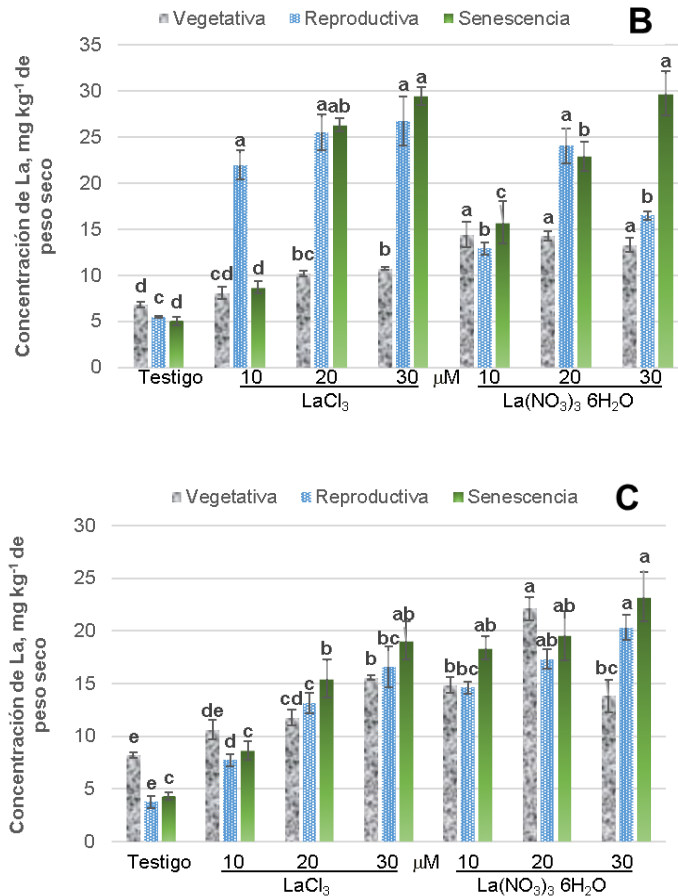 B
Vegetativa Reproductiva Senescencia
Concentración de La, mg kg⁻¹ de
peso seco
35
30
25
20
15
10
5
0
d c d
cd a d
bc a ab
b a a
a b c
a a b
a b a
Testigo 10 20 30 μM 10 20 30
LaCl₃ La(NO₃)₃ 6H₂O
Vegetativa Reproductiva Senescencia
C
Concentración de La, mg kg⁻¹ de
peso seco
30
25
20
15
10
5
0
e e c
de d c
cd c b
b bc ab
b bc ab
a ab ab
bc a a
Testigo 10 20 30 μM 10 20 30
LaCl₃ La(NO₃)₃ 6H₂O